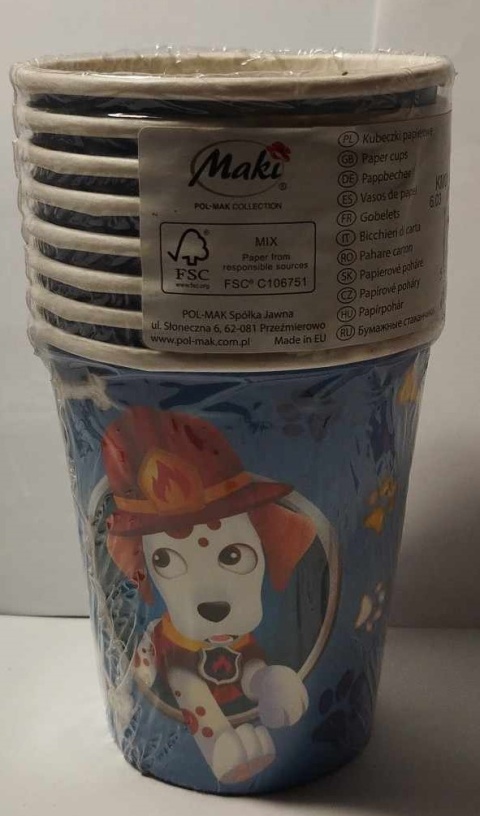 Maki®
POL-MAK COLLECTION
FSC
www.fsc.org
MIX
Paper from
responsible sources
FSC® C106751
POL-MAK Spółka Jawna
ul. Słoneczna 6, 62-081 Przeźmierowo
www.pol-mak.com.pl Made in EU
PL Kubeczki papierowe
GB Paper cups
DE Pappbecher
ES Vasos de papel
FR Gobelets
IT Bicchieri di carta
RO Pahare carton
SK Papierové poháre
CZ Papírové poháry
HU Papírpohár
RU Бумажные стаканчики